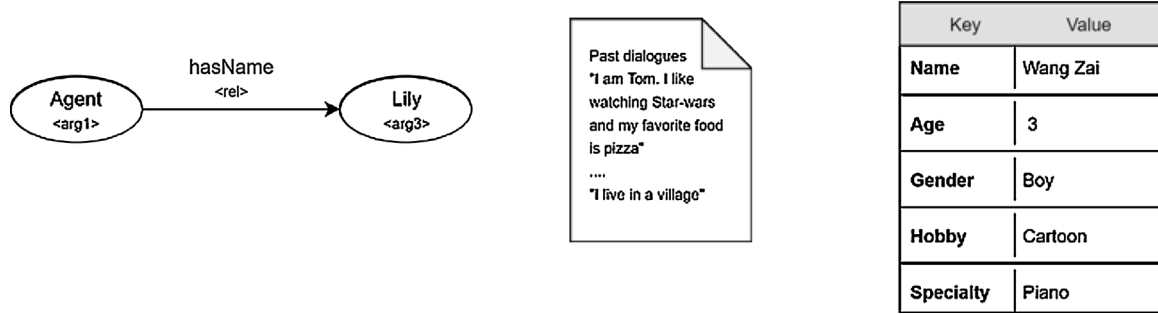 hasName
<rel>
Agent
<arg1>
Lily
<arg3>
Past dialogues
"I am Tom. I like
watching Star-wars
and my favorite food
is pizza"
....
"I live in a village"
Key Value
Name Wang Zai
Age 3
Gender Boy
Hobby Cartoon
Specialty Piano